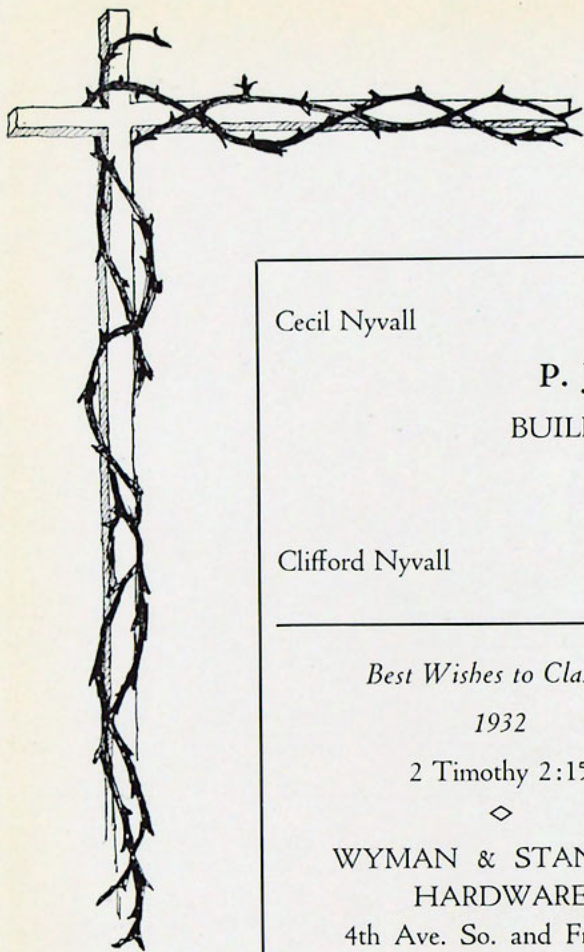 Cecil Nyvall
P.
BUIL
Clifford Nyvall
Best Wishes to Cla
1932
2 Timothy 2:15
WYMAN & STAN
HARDWARE
4th Ave. So. and F